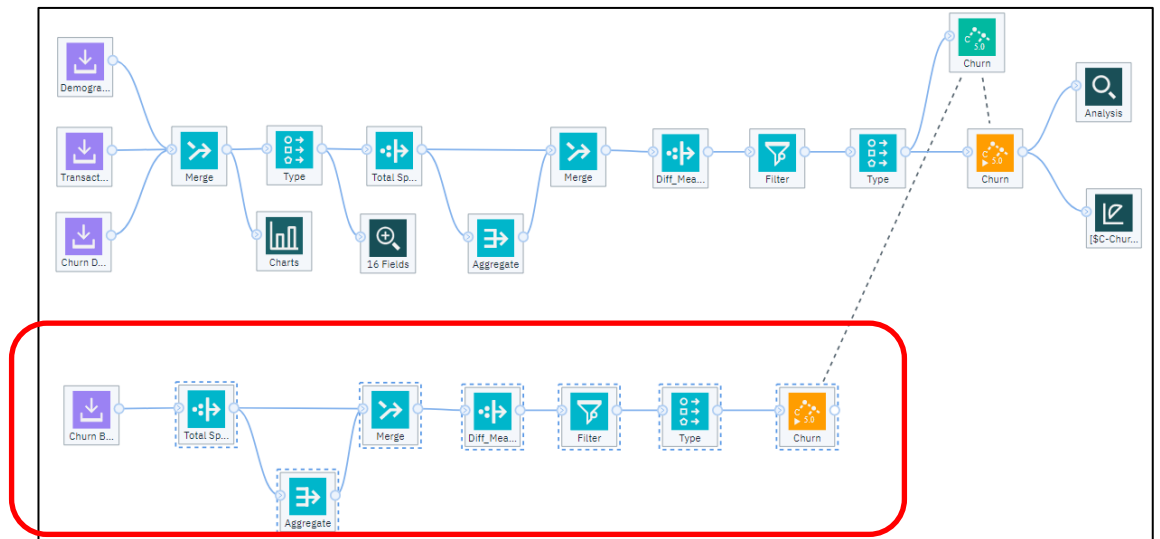 C 5.0
Churn
Demogra...
Analysis
Transact...
Merge
Type
Total Sp...
Merge
Diff_Mea...
Filter
Type
C 5.0
Churn
Churn D...
Charts
16 Fields
Aggregate
[$C-Chur...
Churn B...
Total Sp...
Merge
Diff_Mea...
Filter
Type
C 5.0
Churn
Aggregate